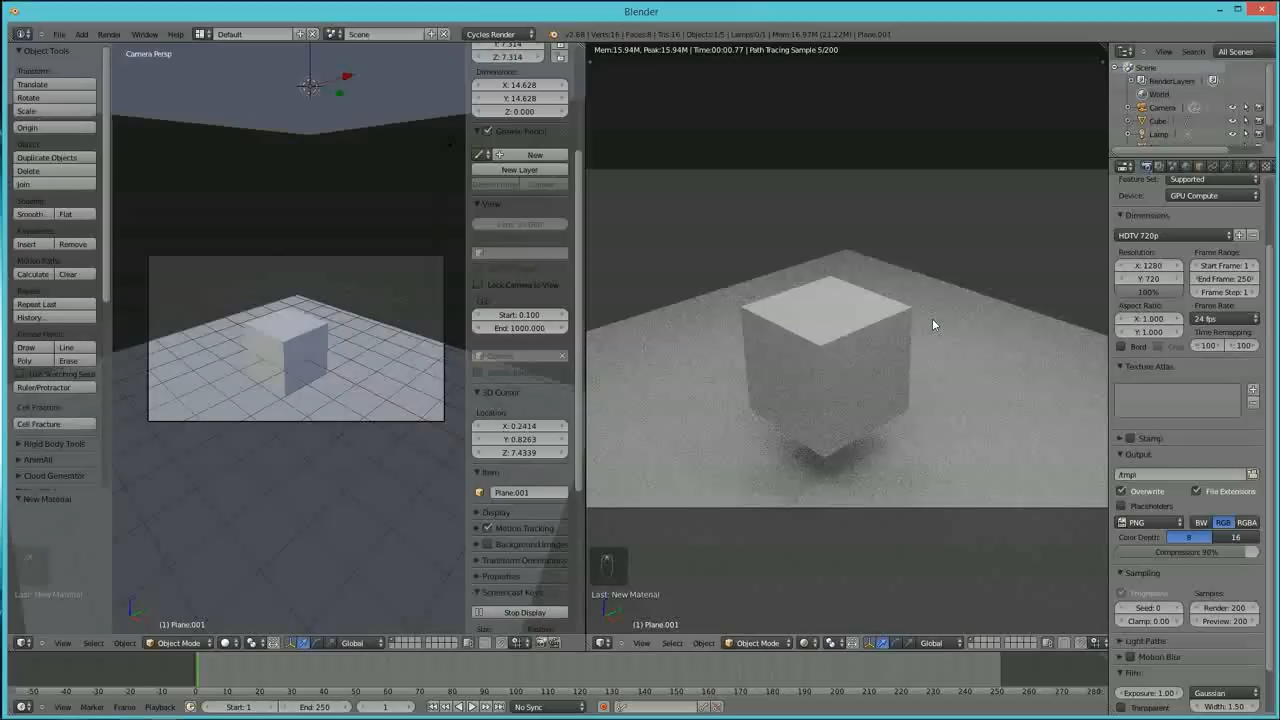 Blender
File Add Render Window Help Default Scene Cycles Render v2.68 | Verts:16 | Faces:8 | Tris:16 | Objects:1/5 | Lamps:0/1 | Mem:16.97M (21.22M) | Plane.001
Object Tools
Transform:
Translate
Rotate
Scale
Origin
Object:
Duplicate Objects
Delete
Join
Shading:
Smooth Flat
Keyframes:
Insert Remove
Motion Paths:
Calculate Clear
Repeat:
Repeat Last
History...
Grease Pencil:
Draw Line
Poly Erase
Use Sketching Sessi
Ruler/Protractor
Cell Fracture:
Cell Fracture
Rigid Body Tools
AnimAll
Cloud Generator
New Material
Camera Persp
Last: New Material
(1) Plane.001
View Select Object Object Mode Global
Y: 7.314
Z: 7.314
Dimensions:
X: 14.628
Y: 14.628
Z: 0.000
Grease Pencil
New
New Layer
View
Lock Camera to View
Clip:
Start: 0.100
End: 1000.000
3D Cursor
Location:
X: 0.2414
Y: 0.8263
Z: 7.4339
Item
Plane.001
Display
Motion Tracking
Background Images
Transform Orientations
Properties
Screencast Keys
Stop Display
Size:
Mem:15.94M, Peak:15.94M | Time:00:00.77 | Path Tracing Sample 5/200
Last: New Material
(1) Plane.001
View Select Object Object Mode Global
View Search All Scenes
Scene
RenderLayers
World
Camera
Cube
Lamp
Feature Set: Supported
Device: GPU Compute
Dimensions
HDTV 720p
Resolution: Frame Range:
X: 1280 Start Frame: 1
Y: 720 End Frame: 250
100% Frame Step: 1
Aspect Ratio: Frame Rate:
X: 1.000 24 fps
Y: 1.000 Time Remapping:
Bord Crop 100 100
Texture Atlas
Stamp
Output
/tmp\
Overwrite File Extensions
Placeholders
PNG BW RGB RGBA
Color Depth: 8 16
Compression: 90%
Sampling
Progressive Samples:
Seed: 0 Render: 200
Clamp: 0.00 Preview: 200
Light Paths
Motion Blur
Film
Exposure: 1.00 Gaussian
Transparent Width: 1.50
-50 -40 -30 -20 -10 0 10 20 30 40 50 60 70 80 90 100 110 120 130 140 150 160 170 180 190 200 210 220 230 240 250 260 270 280
View Marker Frame Playback Start: 1 End: 250 1 No Sync